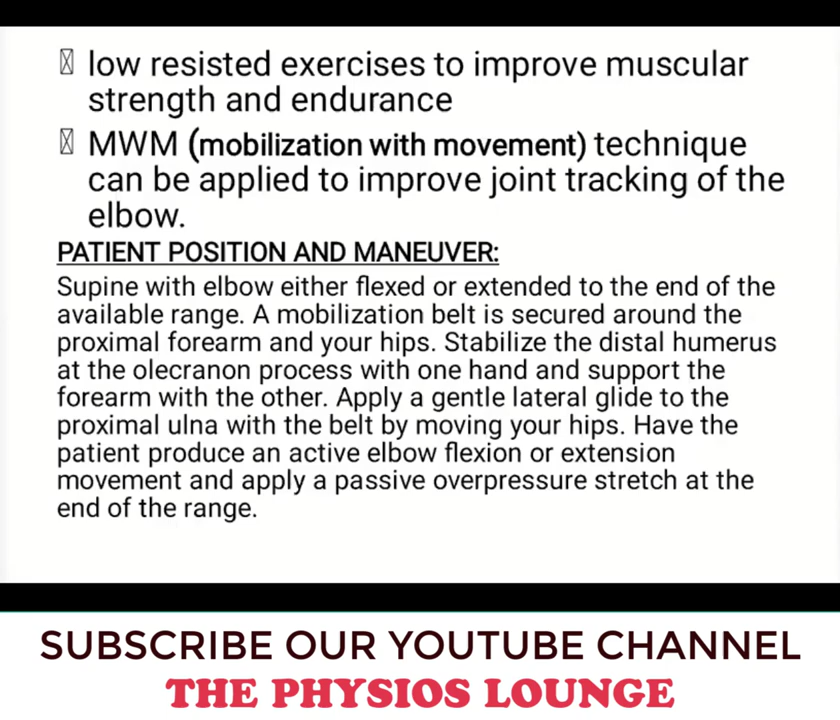 low resisted exercises to improve muscular
strength and endurance
MWM (mobilization with movement) technique
can be applied to improve joint tracking of the
elbow.
PATIENT POSITION AND MANEUVER:
Supine with elbow either flexed or extended to the end of the
available range. A mobilization belt is secured around the
proximal forearm and your hips. Stabilize the distal humerus
at the olecranon process with one hand and support the
forearm with the other. Apply a gentle lateral glide to the
proximal ulna with the belt by moving your hips. Have the
patient produce an active elbow flexion or extension
movement and apply a passive overpressure stretch at the
end of the range.
SUBSCRIBE OUR YOUTUBE CHANNEL
THE PHYSIOS LOUNGE